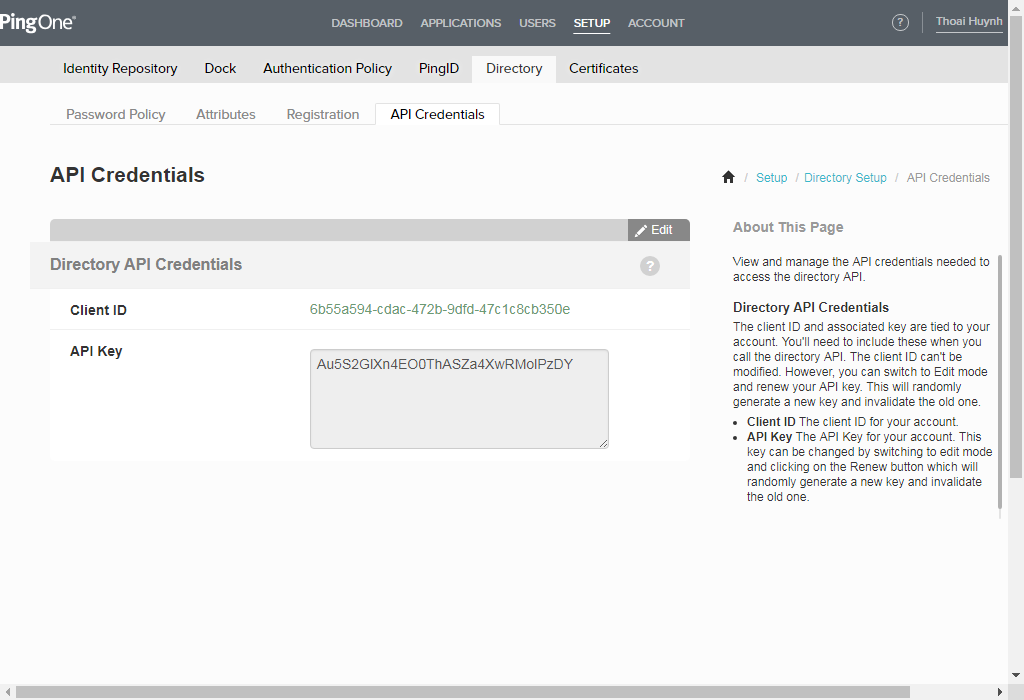 PingOne®
DASHBOARD APPLICATIONS USERS SETUP ACCOUNT
? Thoai Huynh
Identity Repository Dock Authentication Policy PingID Directory Certificates
Password Policy Attributes Registration API Credentials
API Credentials
/ Setup / Directory Setup / API Credentials
Edit
Directory API Credentials ?
Client ID 6b55a594-cdac-472b-9dfd-47c1c8cb350e
API Key Au5S2GlXn4EO0ThASZa4XwRMolPzDY
About This Page
View and manage the API credentials needed to
access the directory API.
Directory API Credentials
The client ID and associated key are tied to your
account. You'll need to include these when you
call the directory API. The client ID can't be
modified. However, you can switch to Edit mode
and renew your API key. This will randomly
generate a new key and invalidate the old one.
• Client ID The client ID for your account.
• API Key The API Key for your account. This
key can be changed by switching to edit mode
and clicking on the Renew button which will
randomly generate a new key and invalidate
the old one.